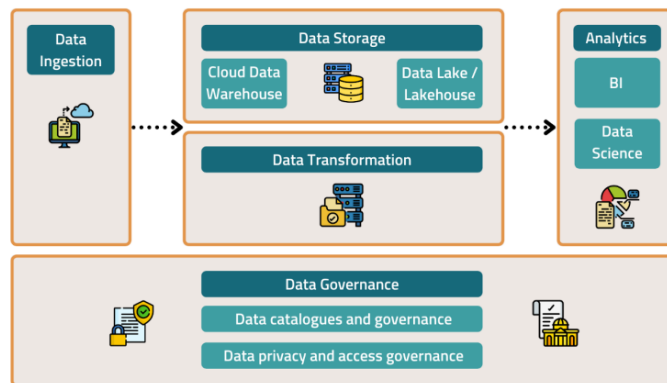 Data
Ingestion
Data Storage
Cloud Data
Warehouse
Data Lake /
Lakehouse
Data Transformation
Analytics
BI
Data
Science
Data Governance
Data catalogues and governance
Data privacy and access governance